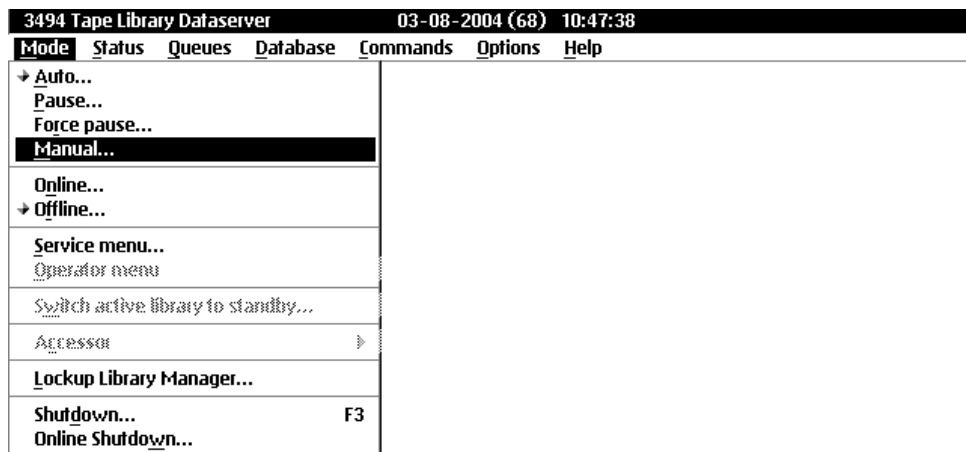 3494 Tape Library Dataserver 03-08-2004 (68) 10:47:38
Mode Status Queues Database Commands Options Help
Auto...
Pause...
Force pause...
Manual...
Online...
Offline...
Service menu...
Operator menu
Switch active library to standby...
Accessor
Lockup Library Manager...
Shutdown... F3
Online Shutdown...